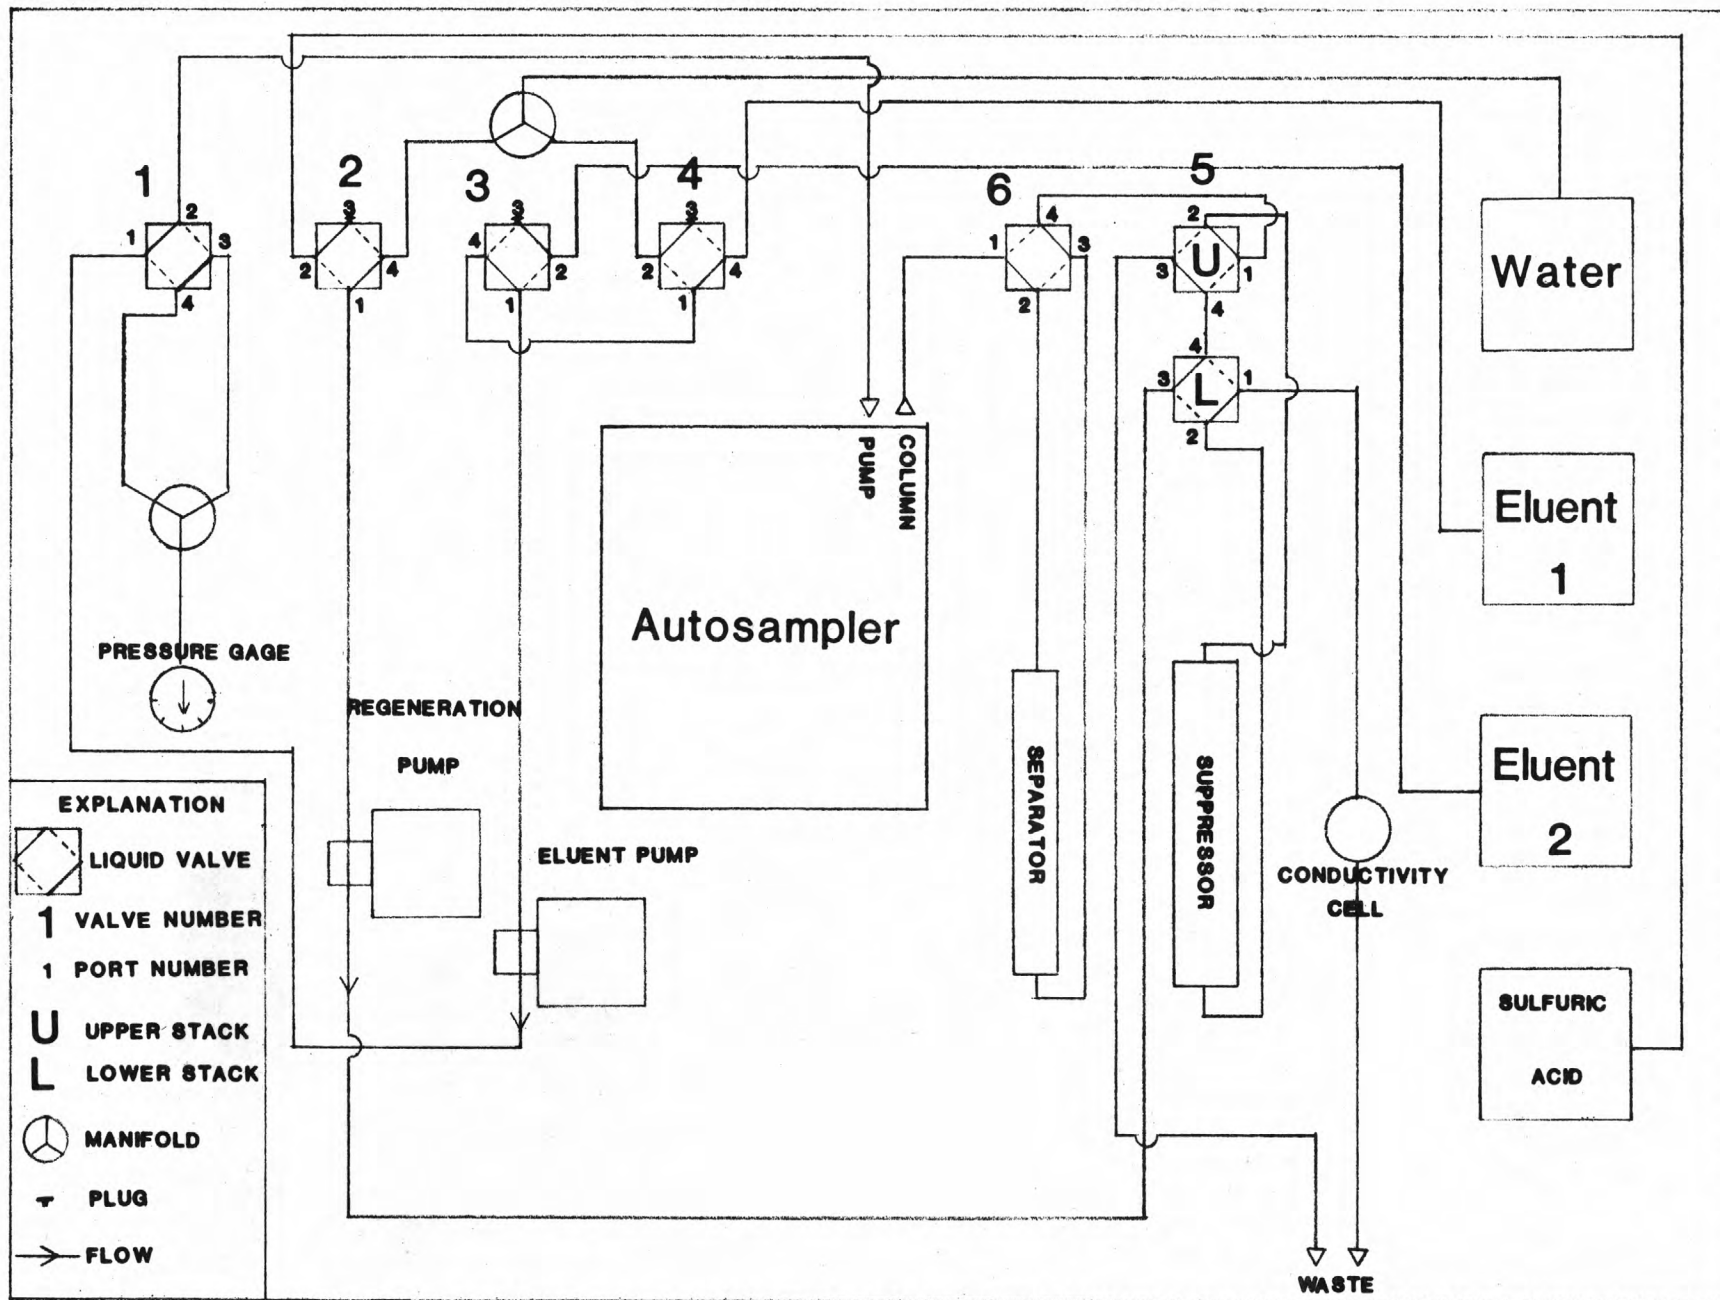 1
2
3
4
6
5
2
1
3
4
3
2
4
1
3
4
2
1
3
2
4
1
4
1
3
2
2
U
3
1
4
4
L
3
1
2
Water
Eluent
1
Eluent
2
SULFURIC
ACID
PUMP
COLUMN
Autosampler
PRESSURE GAGE
REGENERATION
PUMP
ELUENT PUMP
SEPARATOR
SUPPRESSOR
CONDUCTIVITY
CELL
WASTE
EXPLANATION
LIQUID VALVE
1 VALVE NUMBER
1 PORT NUMBER
U UPPER STACK
L LOWER STACK
MANIFOLD
PLUG
FLOW